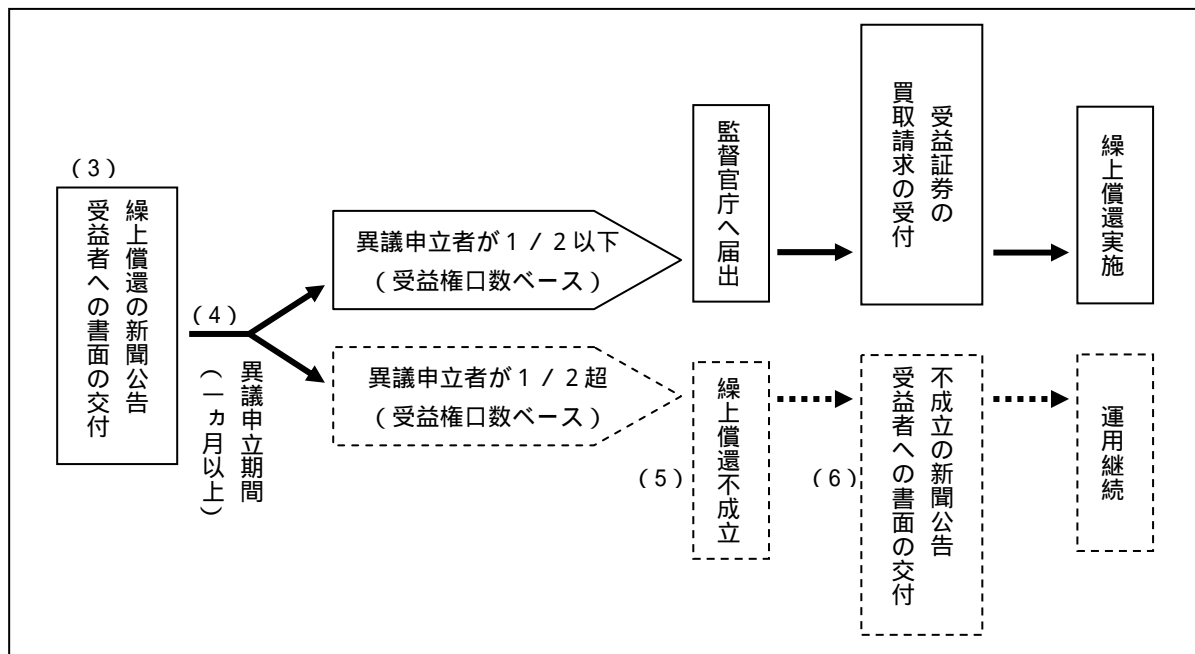 (3)
繰上償還の新聞公告
受益者への書面の交付
(4)
異議申立期間
(一ヵ月以上)
異議申立者が1/2以下
(受益権口数ベース)
監督官庁へ届出
受益証券の
買取請求の受付
繰上償還実施
異議申立者が1/2超
(受益権口数ベース)
(5)
繰上償還不成立
(6)
不成立の新聞公告
受益者への書面の交付
運用継続